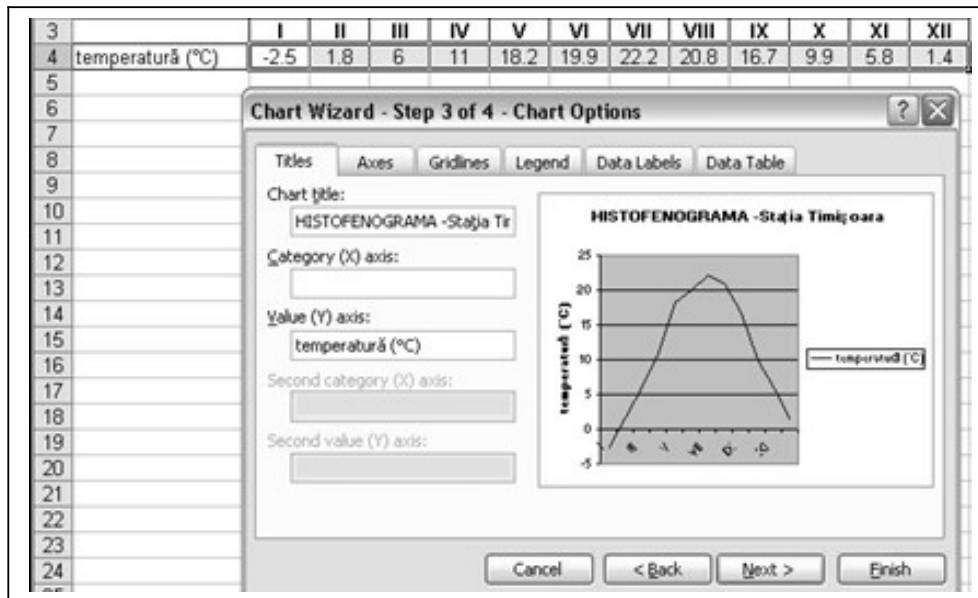 3 I II III IV V VI VII VIII IX X XI XII
4 temperatură (ºC) -2.5 1.8 6 11 18.2 19.9 22.2 20.8 16.7 9.9 5.8 1.4
5
6
7
8
9
10
11
12
13
14
15
16
17
18
19
20
21
22
23
24
Chart Wizard - Step 3 of 4 - Chart Options
Titles Axes Gridlines Legend Data Labels Data Table
Chart title:
HISTOFENOGRAMA -Staţia Tir
Category (X) axis:
Value (Y) axis:
temperatură (ºC)
Second category (X) axis:
Second value (Y) axis:
HISTOFENOGRAMA -Staţia Timişoara
25
20
15
10
5
0
-5
temperatură (°C)
temperatură (°C)
Cancel < Back Next > Finish